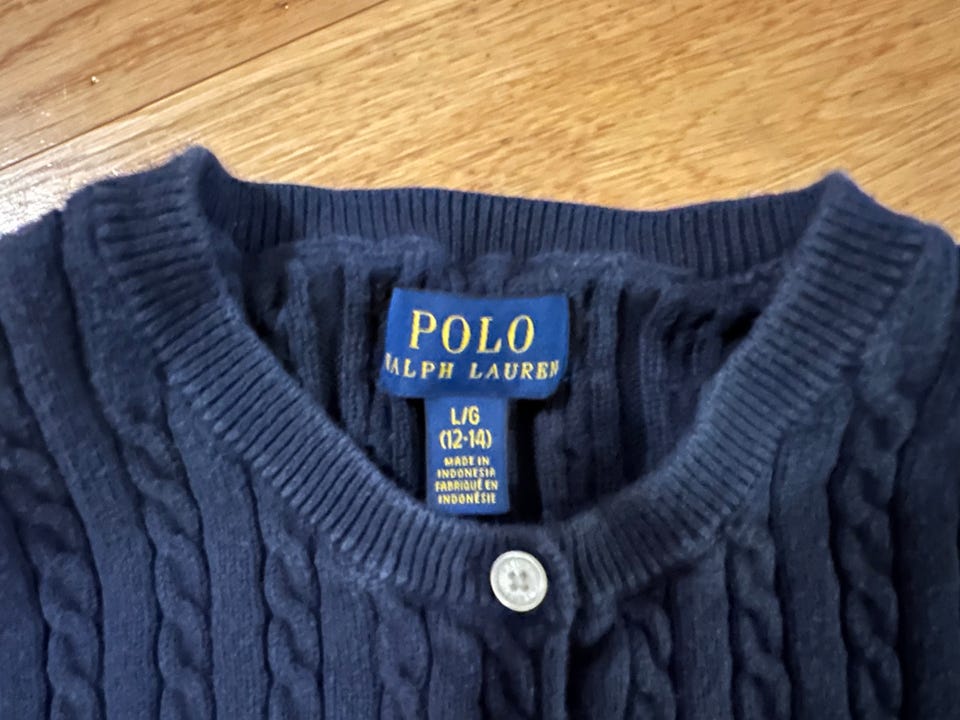 POLO
RALPH LAUREN
L/G
(12-14)
MADE IN
INDONESIA
FABRIQUÉ EN
INDONÉSIE